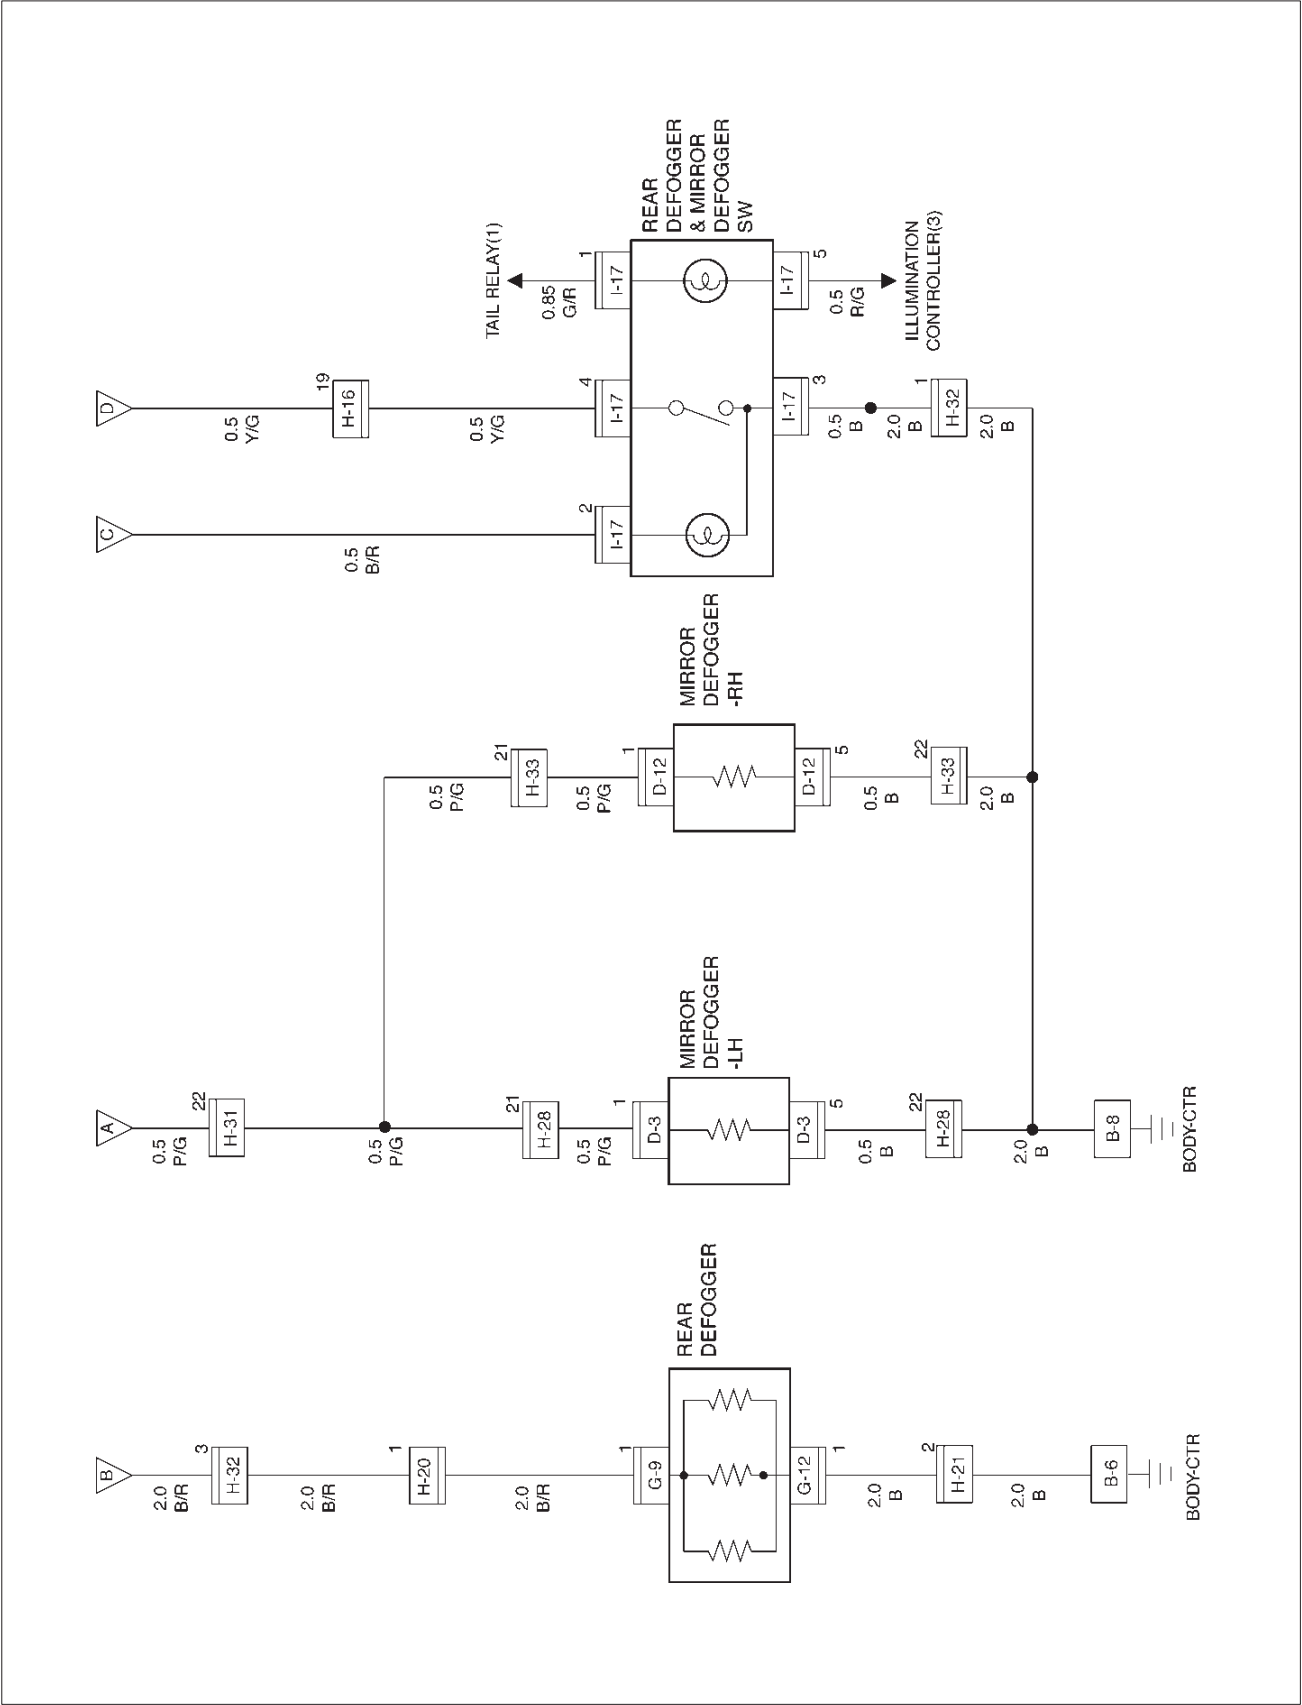 B
2.0
B/R
3
H-32
2.0
B/R
1
H-20
2.0
B/R
1
G-9
REAR
DEFOGGER
G-12
1
2.0
B
2
H-21
2.0
B
B-6
BODY-CTR
A
0.5
P/G
22
H-31
0.5
P/G
21
H-28
0.5
P/G
1
D-3
MIRROR
DEFOGGER
-LH
D-3
5
0.5
B
22
H-28
2.0
B
B-8
BODY-CTR
0.5
P/G
21
H-33
0.5
P/G
1
D-12
MIRROR
DEFOGGER
-RH
D-12
5
0.5
B
22
H-33
2.0
B
C
0.5
B/R
2
I-17
D
0.5
Y/G
19
H-16
0.5
Y/G
4
I-17
TAIL RELAY(1)
0.85
G/R
1
I-17
REAR
DEFOGGER
& MIRROR
DEFOGGER
SW
I-17
3
0.5
B
2.0
B
1
H-32
2.0
B
I-17
5
0.5
R/G
ILLUMINATION
CONTROLLER(3)